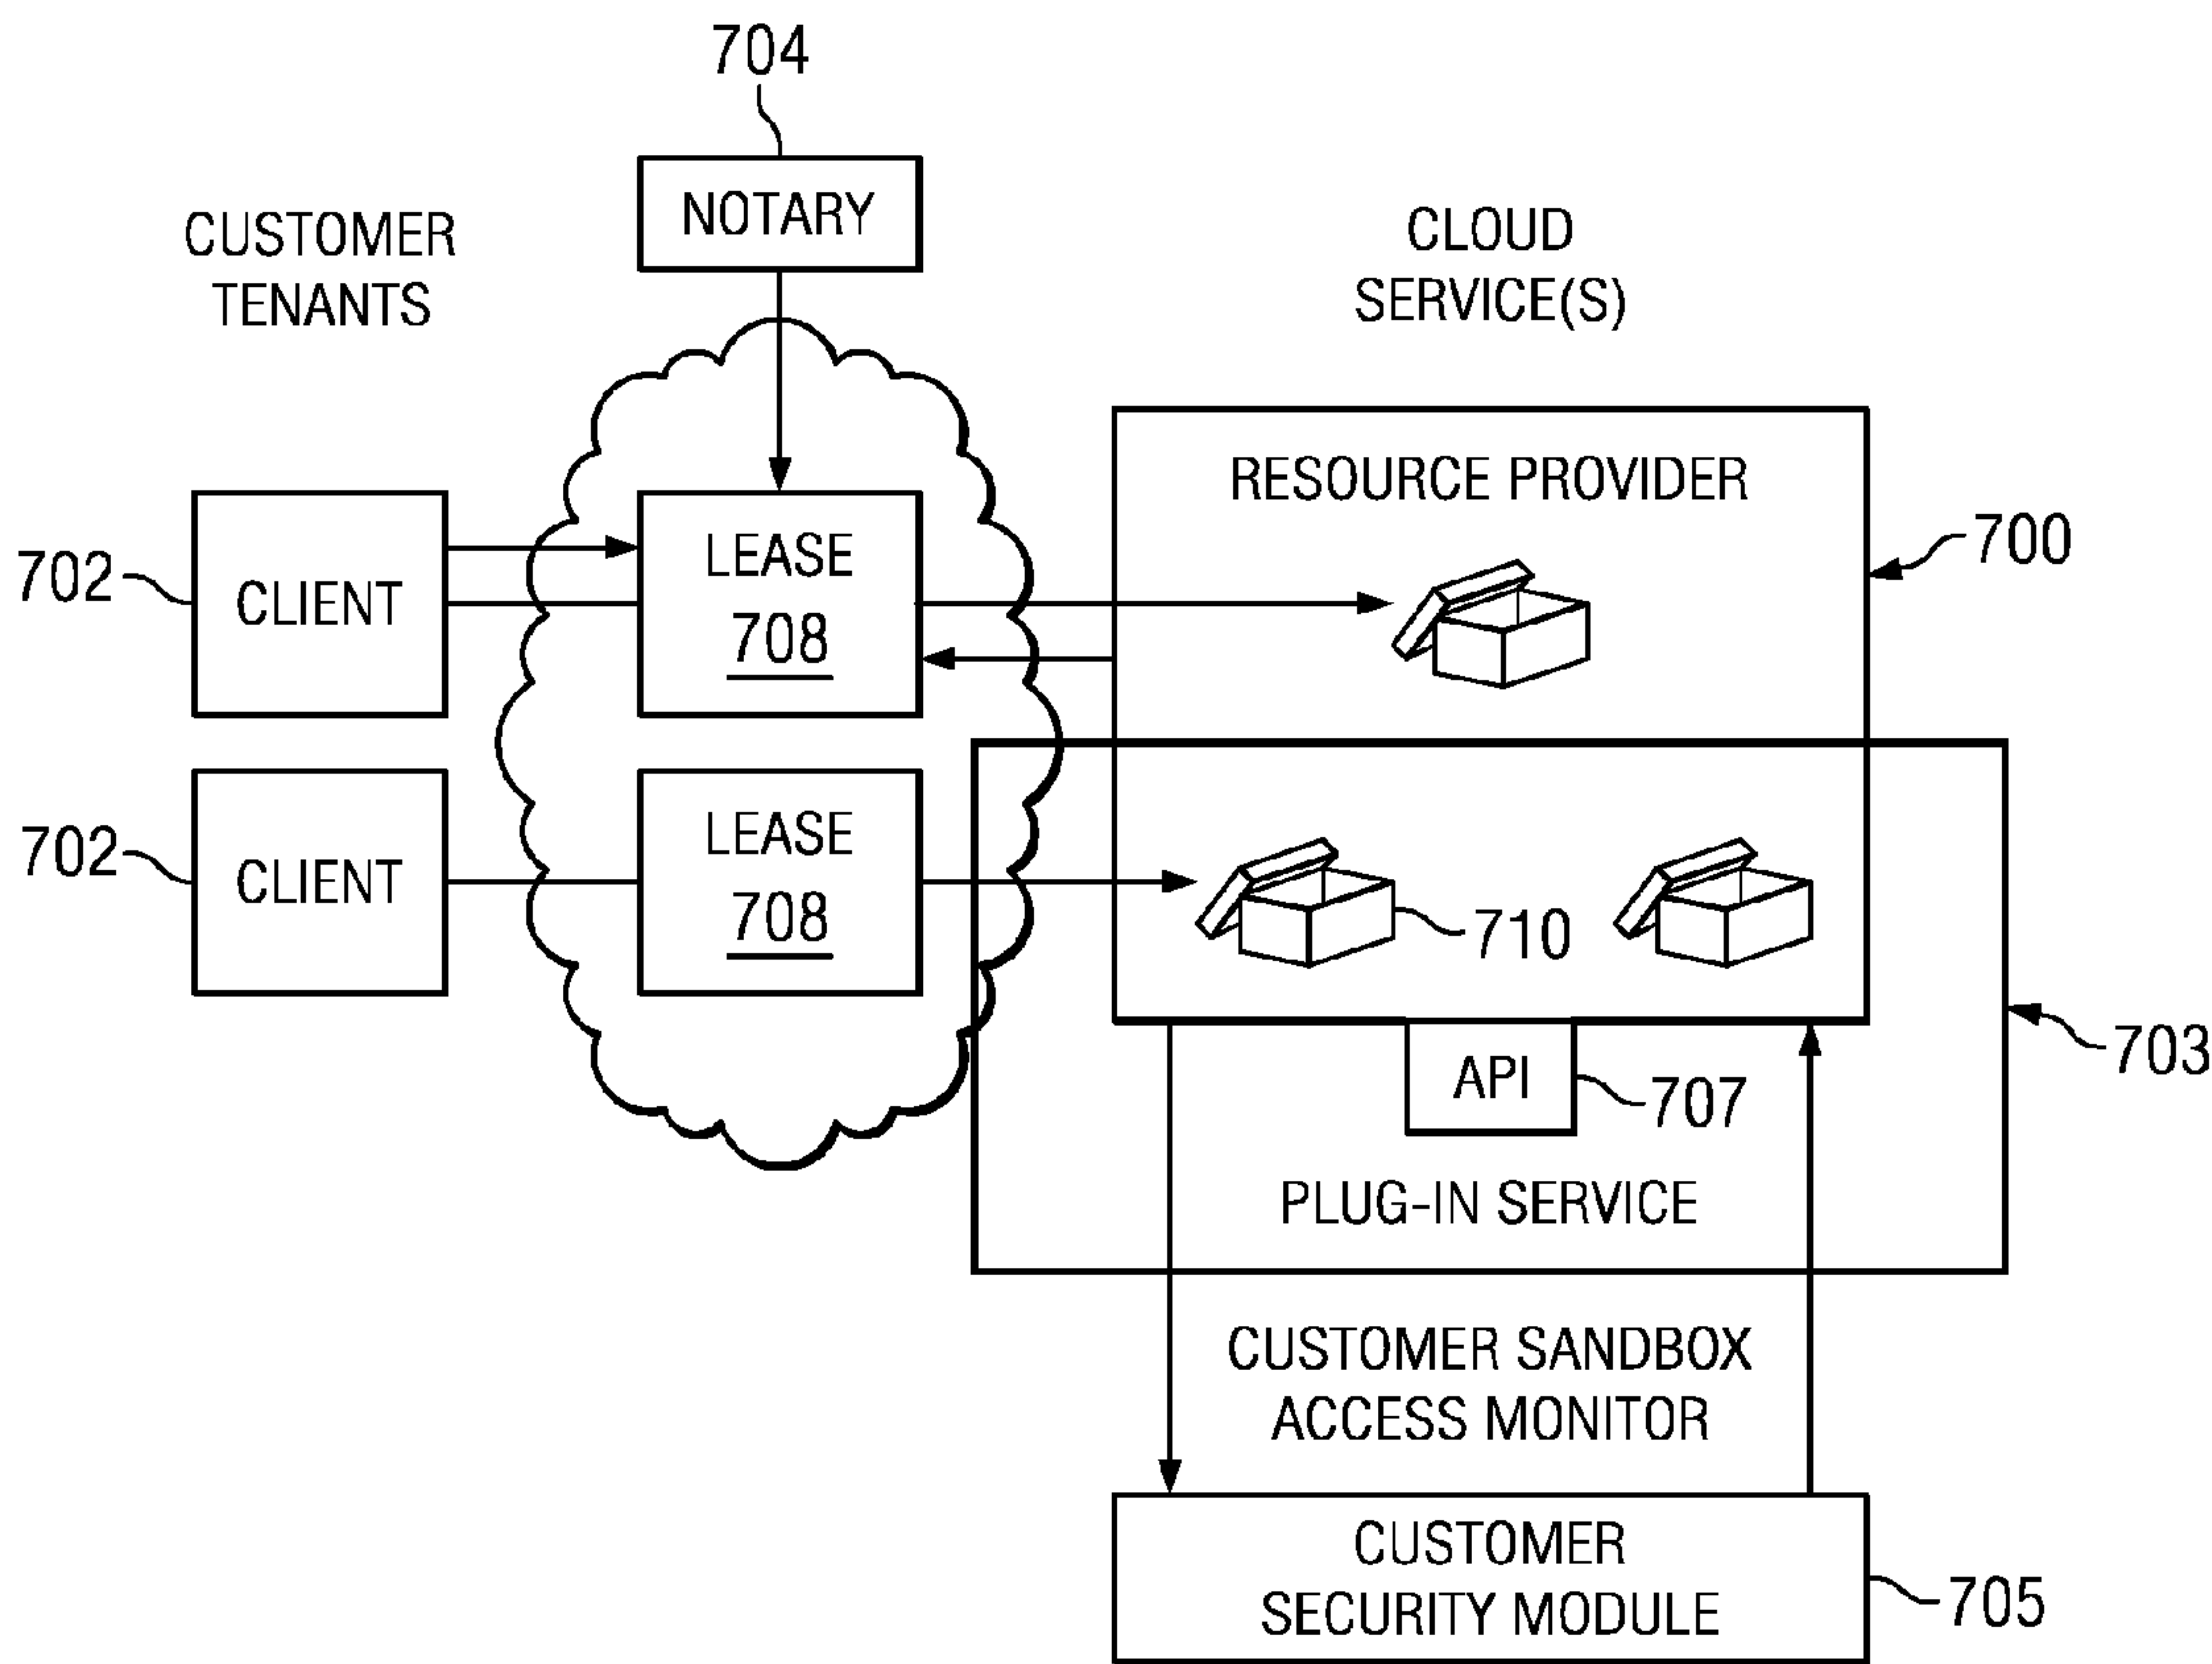 704
NOTARY
CUSTOMER
TENANTS
CLOUD
SERVICE(S)
RESOURCE PROVIDER
700
702
CLIENT
LEASE
708
702
CLIENT
LEASE
708
710
703
API
707
PLUG-IN SERVICE
CUSTOMER SANDBOX
ACCESS MONITOR
CUSTOMER
SECURITY MODULE
705